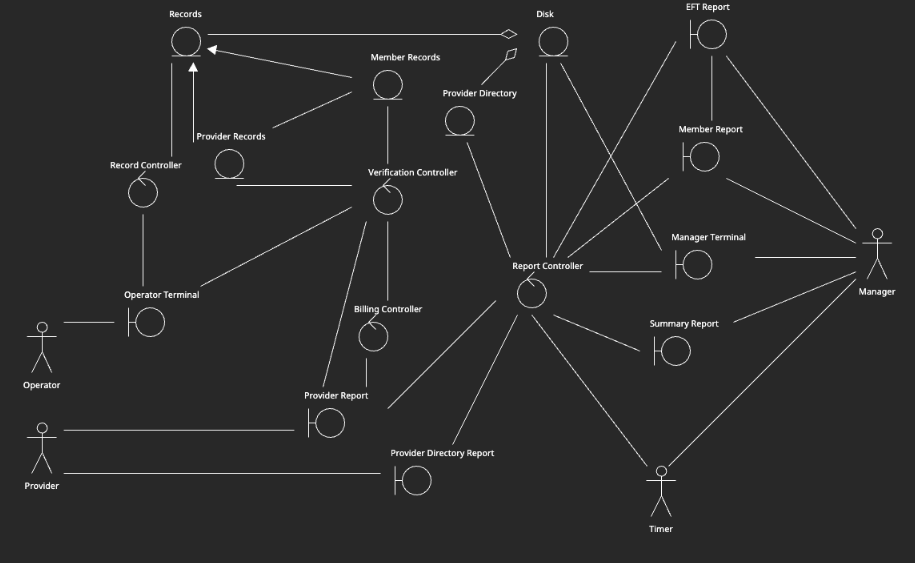 EFT Report
Records
Disk
Member Records
Provider Directory
Member Report
Provider Records
Record Controller
Verification Controller
Manager Terminal
Report Controller
Manager
Operator Terminal
Billing Controller
Summary Report
Operator
Provider Report
Provider Directory Report
Provider
Timer